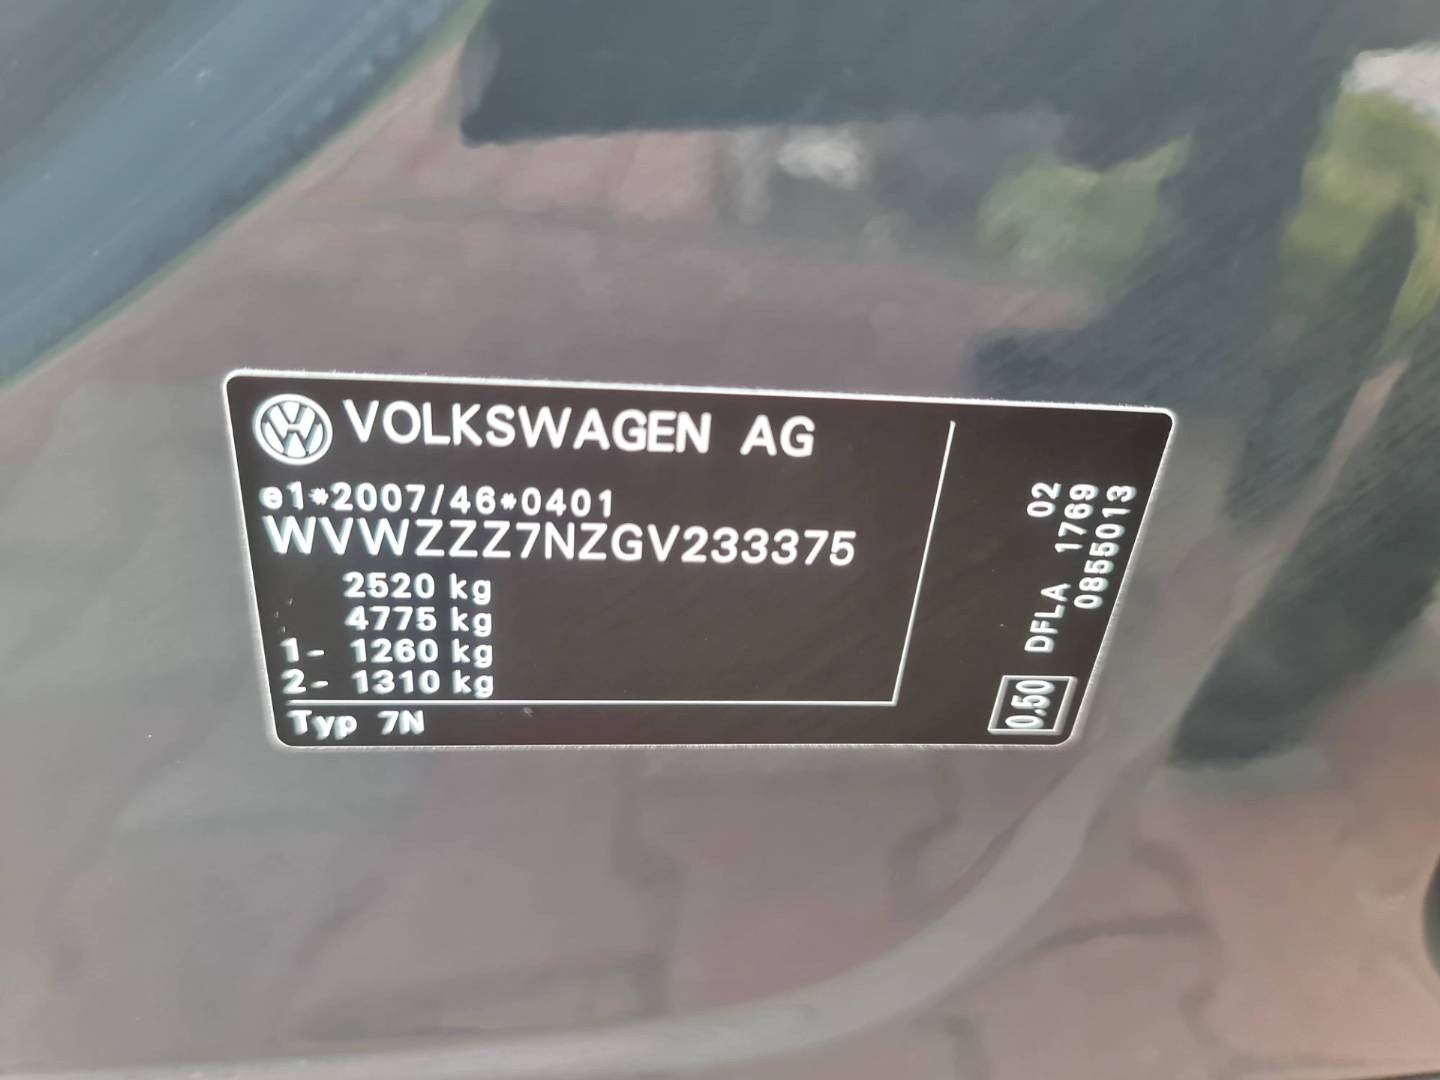 VOLKSWAGEN AG
e1*2007/46*0401
WVWZZZ7NZGV233375
2520 kg
4775 kg
1- 1260 kg
2- 1310 kg
Typ 7N
02
DFLA 1769
0855013
0.50